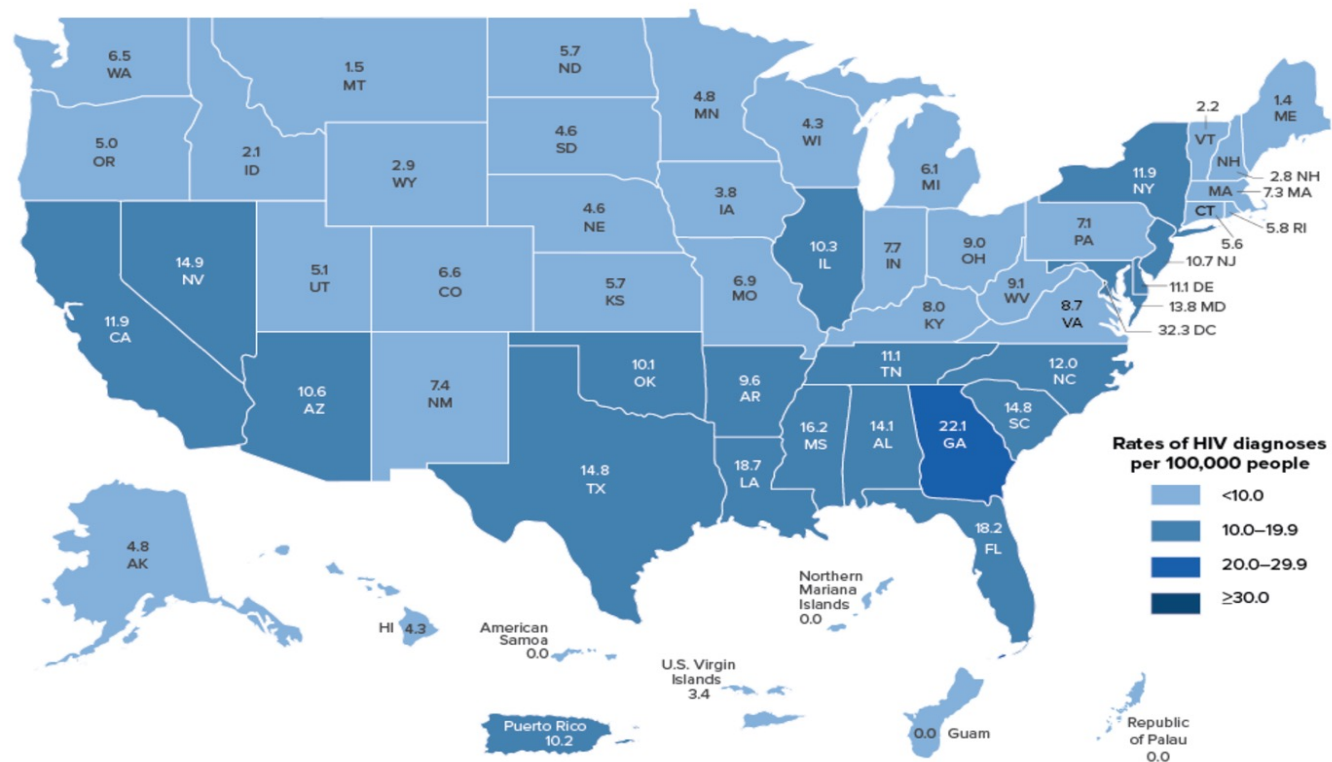 6.5
WA
1.5
MT
5.7
ND
4.8
MN
4.3
WI
6.1
MI
2.2
VT
NH
2.8 NH
1.4
ME
MA
7.3 MA
CT
5.6
5.8 RI
11.9
NY
5.0
OR
2.1
ID
2.9
WY
4.6
SD
3.8
IA
4.6
NE
7.1
PA
10.7 NJ
11.1 DE
13.8 MD
32.3 DC
14.9
NV
5.1
UT
6.6
CO
5.7
KS
6.9
MO
10.3
IL
7.7
IN
9.0
OH
9.1
WV
8.7
VA
8.0
KY
11.9
CA
10.6
AZ
7.4
NM
10.1
OK
9.6
AR
11.1
TN
12.0
NC
14.8
SC
14.8
TX
18.7
LA
16.2
MS
14.1
AL
22.1
GA
18.2
FL
Rates of HIV diagnoses
per 100,000 people
<10.0
10.0–19.9
20.0–29.9
≥30.0
4.8
AK
HI 4.3
American
Samoa
0.0
Northern
Mariana
Islands
0.0
U.S. Virgin
Islands
3.4
Puerto Rico
10.2
0.0 Guam
Republic
of Palau
0.0